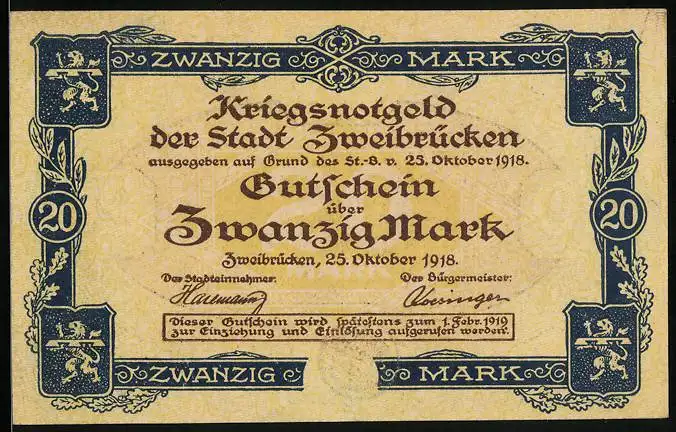 ZWANZIG MARK
Kriegsnotgeld
der Stadt Zweibrücken
ausgegeben auf Grund des St.-B. v. 23. Oktober 1918.
Gutschein
über
Zwanzig Mark
20 20
Zweibrücken, 25. Oktober 1918.
Der Stadteinnehmer: Der Bürgermeister:
Roesinger
Dieser Gutschein wird spätestens zum 1. Febr. 1919
zur Einziehung und Einlösung aufgerufen werden.
ZWANZIG MARK